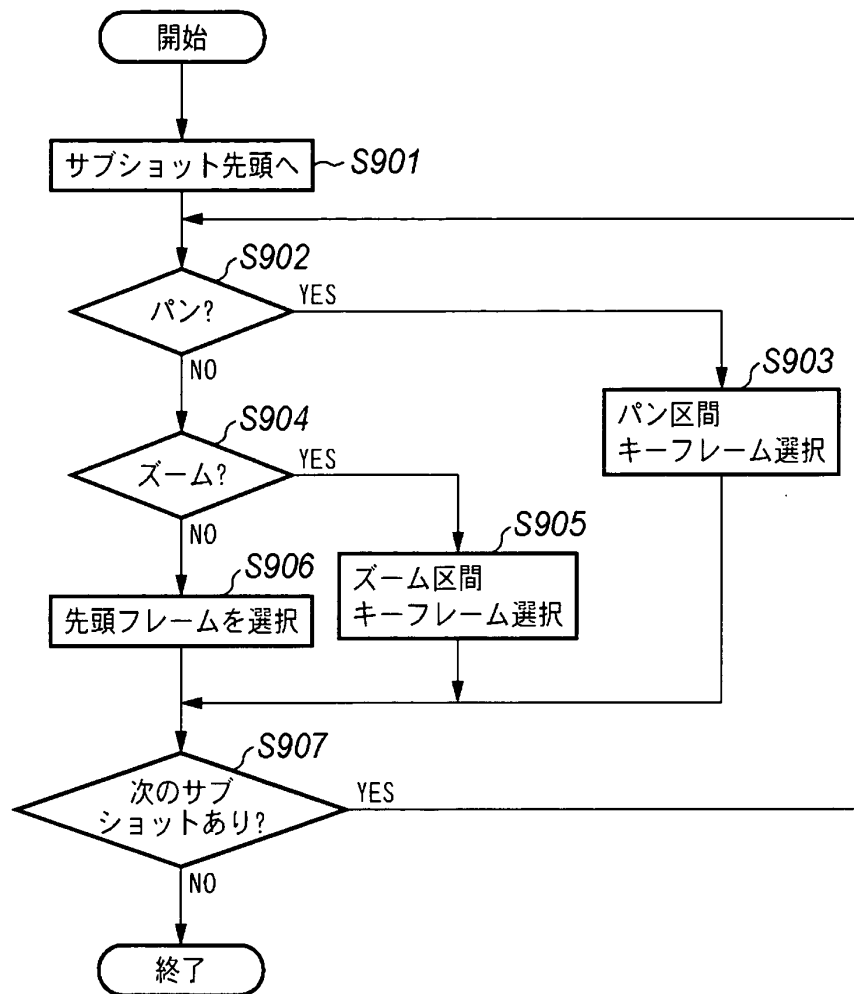 開始
サブショット先頭へ
S901
S902
パン?
YES
NO
S903
パン区間
キーフレーム選択
S904
ズーム?
YES
NO
S905
ズーム区間
キーフレーム選択
S906
先頭フレームを選択
S907
次のサブ
ショットあり?
YES
NO
終了